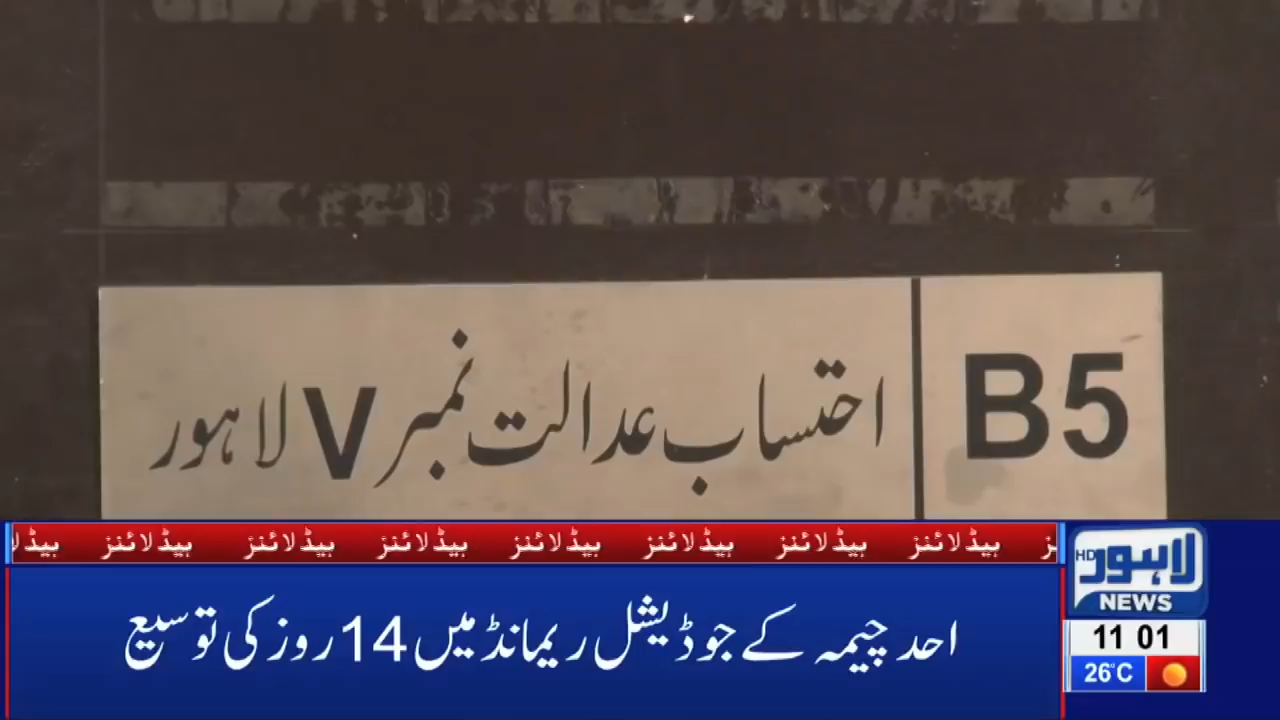 B5
احتساب عدالت نمبر V لاہور
ہیڈلائنز ہیڈلائنز ہیڈلائنز ہیڈلائنز ہیڈلائنز ہیڈلائنز ہیڈلائنز
احد چیمہ کے جوڈیشل ریمانڈ میں 14 روز کی توسیع
لاہور HD
NEWS
11 01
26°C